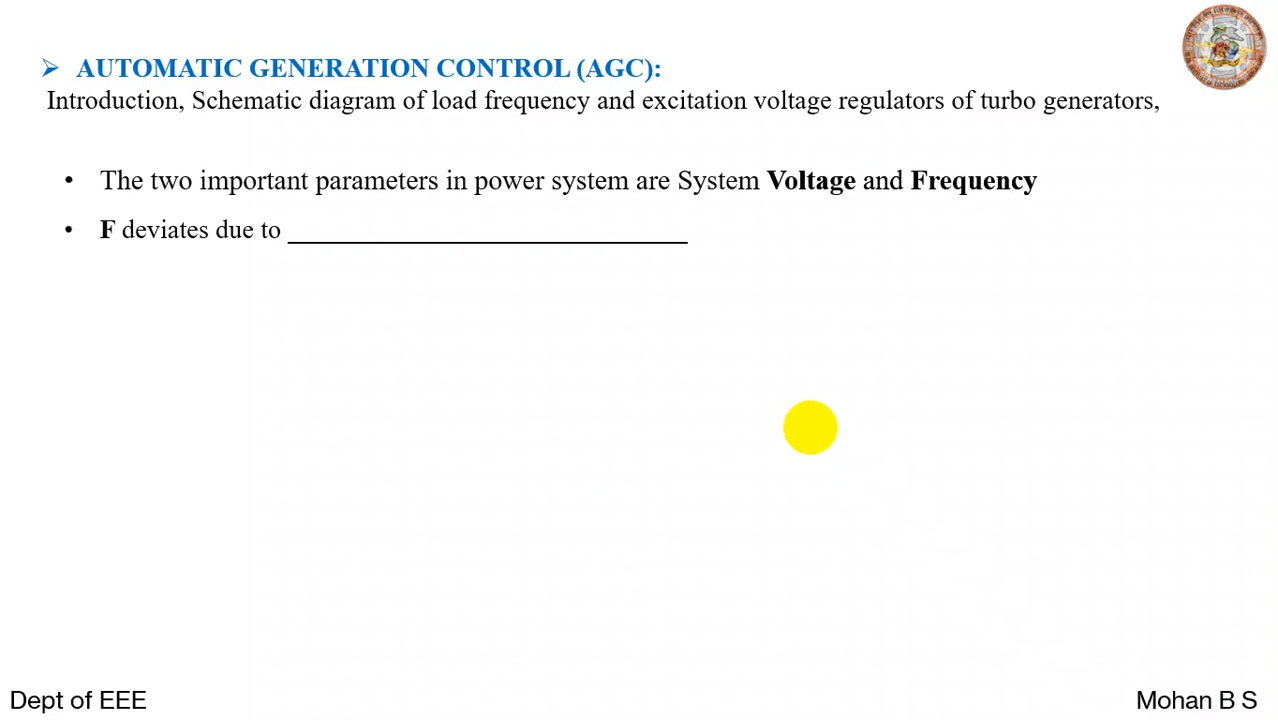 ➢ AUTOMATIC GENERATION CONTROL (AGC):
Introduction, Schematic diagram of load frequency and excitation voltage regulators of turbo generators,
• The two important parameters in power system are System Voltage and Frequency
• F deviates due to ______________________________
Dept of EEE
Mohan B S